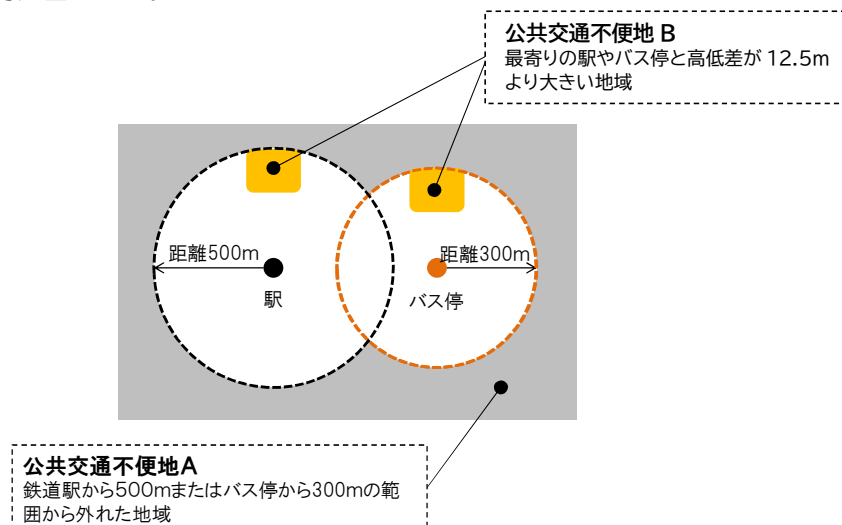 公共交通不便地 B
最寄りの駅やバス停と高低差が 12.5m
より大きい地域
距離500m
距離300m
駅
バス停
公共交通不便地A
鉄道駅から500mまたはバス停から300mの範
囲から外れた地域